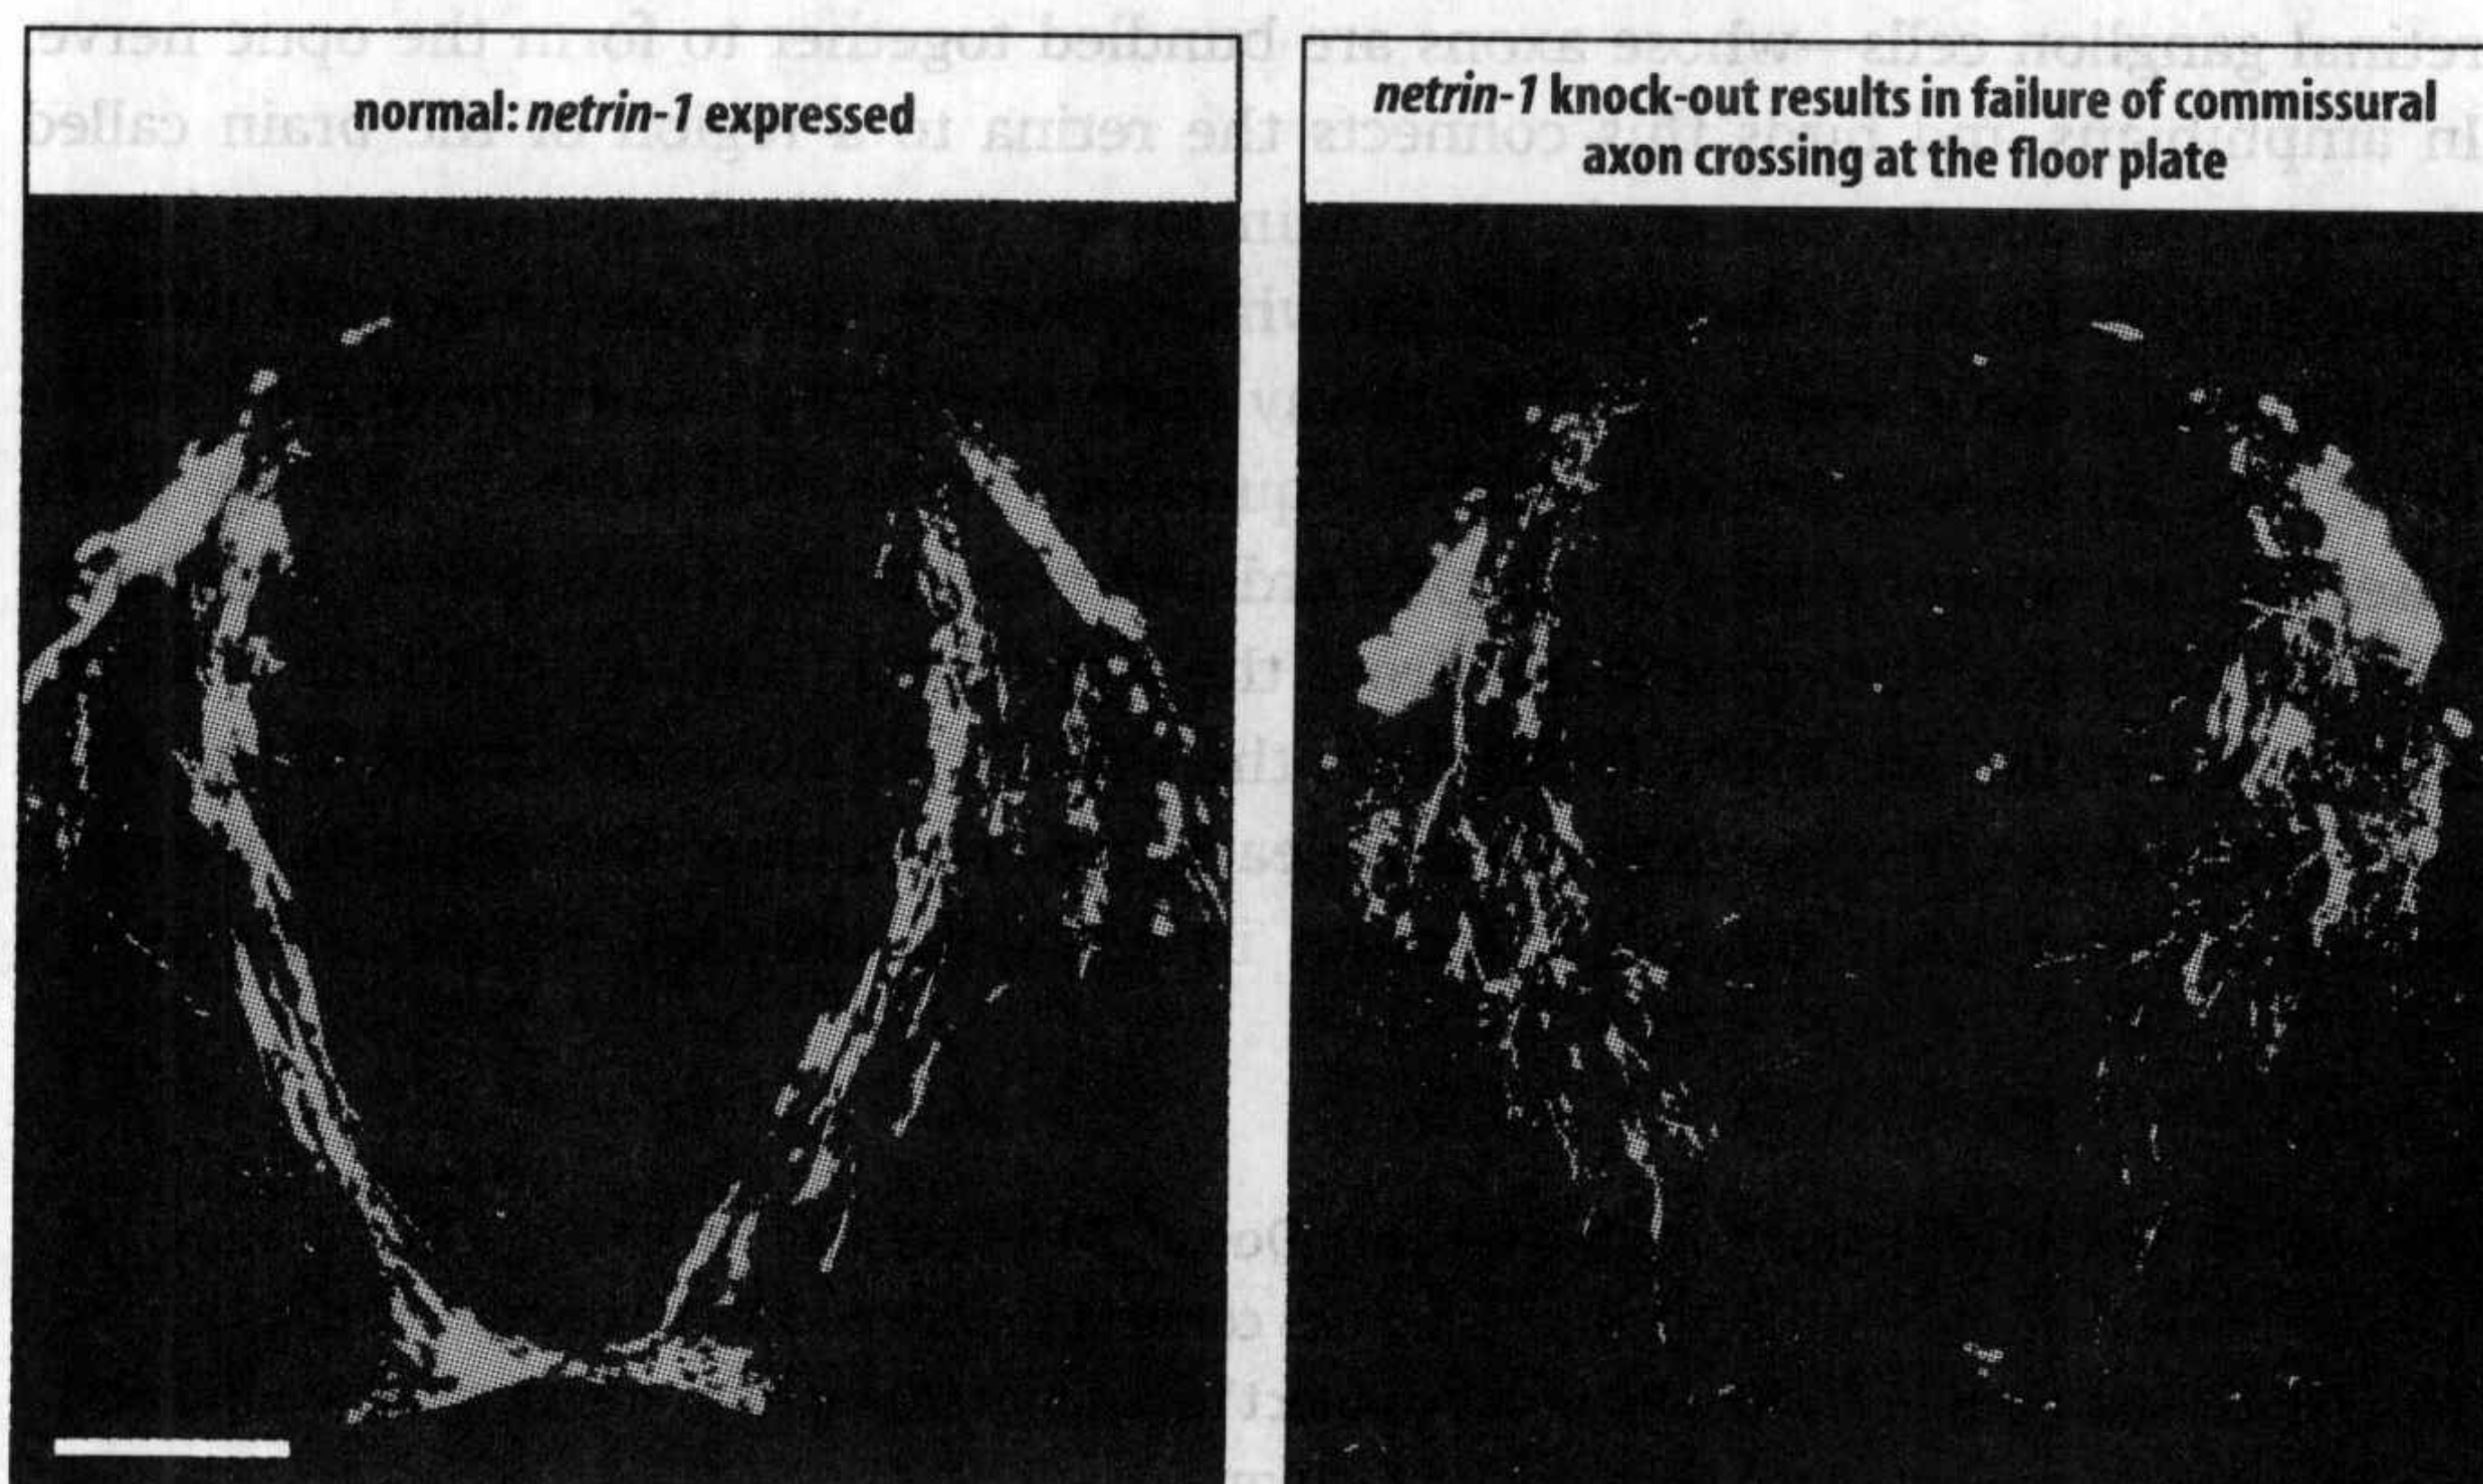 normal: netrin-1 expressed
netrin-1 knock-out results in failure of commissural
axon crossing at the floor plate